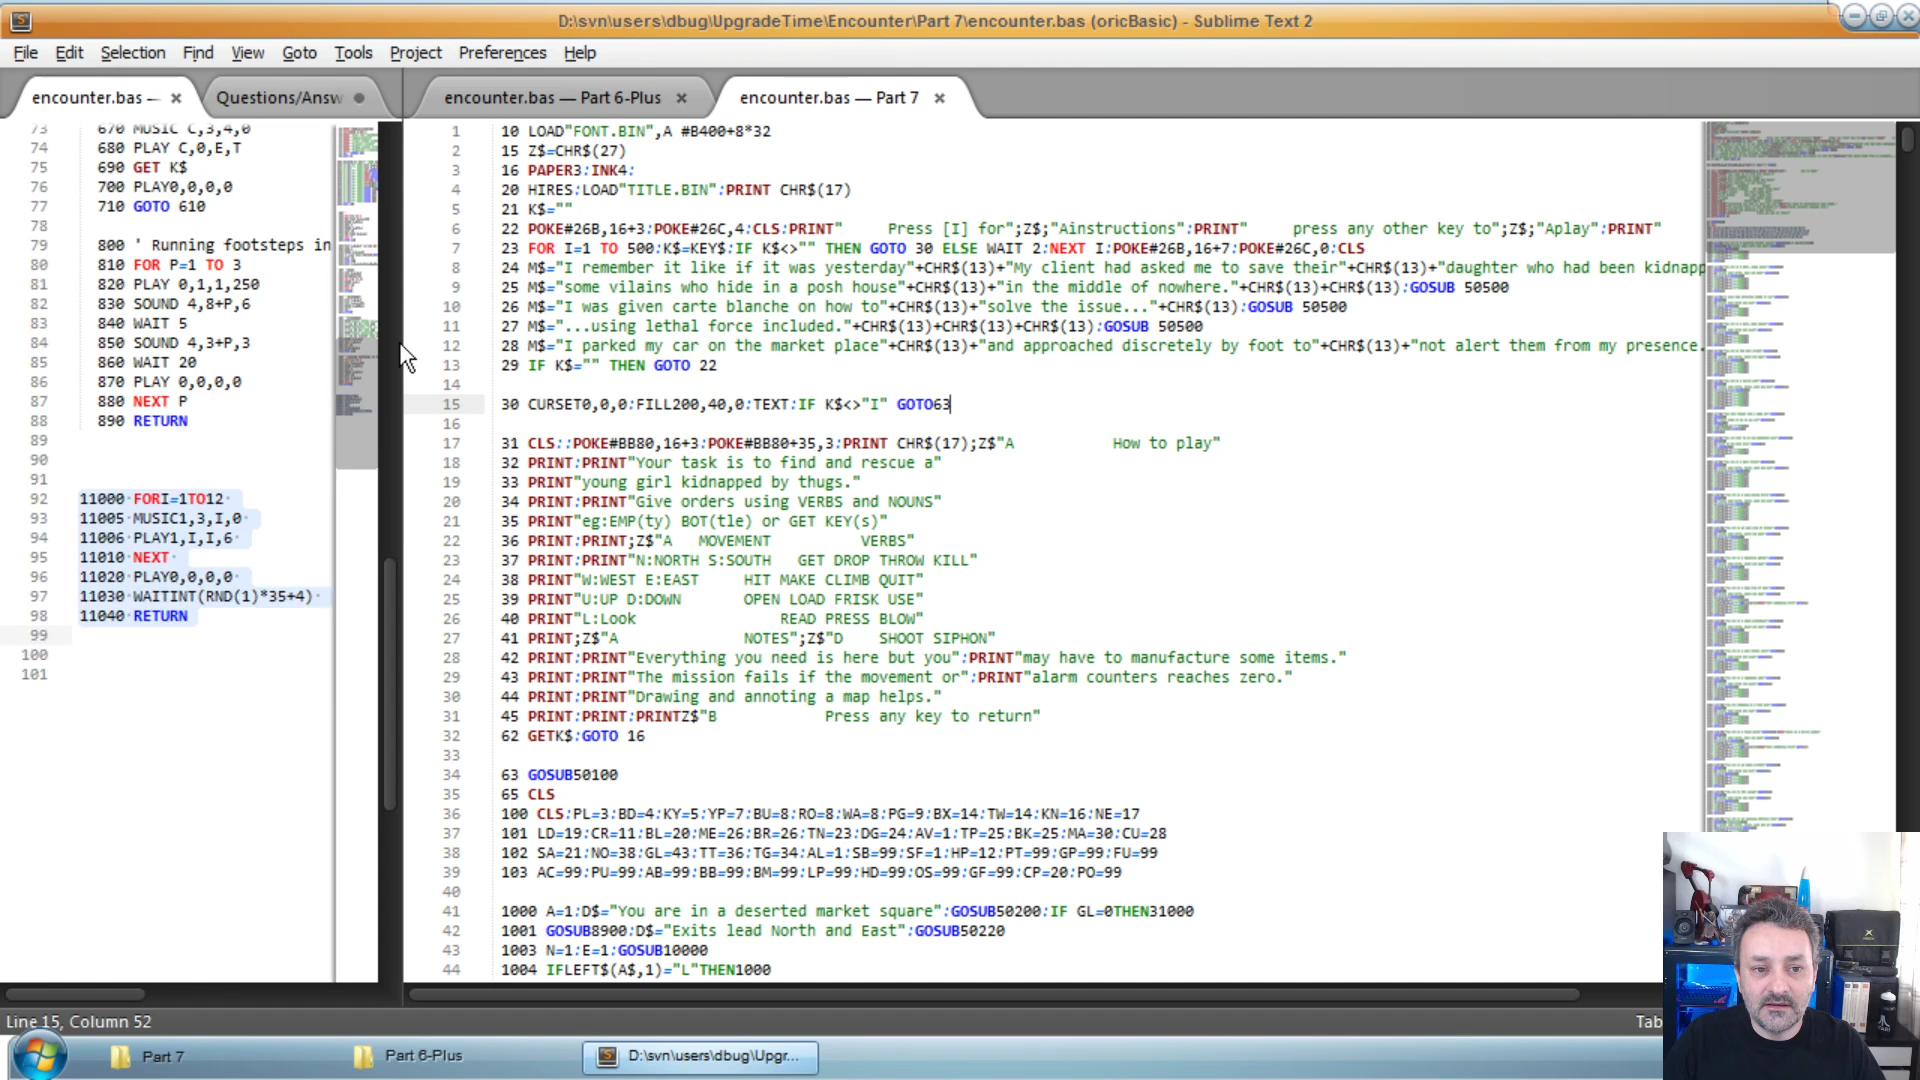 D:\svn\users\dbug\UpgradeTime\Encounter\Part 7\encounter.bas (oricBasic) - Sublime Text 2
File Edit Selection Find View Goto Tools Project Preferences Help
encounter.bas — × Questions/Answ encounter.bas — Part 6-Plus × encounter.bas — Part 7 ×
73 670 MUSIC C,3,4,0
74 680 PLAY C,0,E,T
75 690 GET K$
76 700 PLAY0,0,0,0
77 710 GOTO 610
78
79 800 ' Running footsteps in
80 810 FOR P=1 TO 3
81 820 PLAY 0,1,1,250
82 830 SOUND 4,8+P,6
83 840 WAIT 5
84 850 SOUND 4,3+P,3
85 860 WAIT 20
86 870 PLAY 0,0,0,0
87 880 NEXT P
88 890 RETURN
89
90
91
92 11000 FORI=1TO12
93 11005 MUSIC1,3,I,0
94 11006 PLAY1,I,I,6
95 11010 NEXT
96 11020 PLAY0,0,0,0
97 11030 WAITINT(RND(1)*35+4)
98 11040 RETURN
99
100
101
1 10 LOAD"FONT.BIN",A #B400+8*32
2 15 Z$=CHR$(27)
3 16 PAPER3:INK4:
4 20 HIRES:LOAD"TITLE.BIN":PRINT CHR$(17)
5 21 K$=""
6 22 POKE#26B,16+3:POKE#26C,4:CLS:PRINT"     Press [I] for";Z$;"Ainstructions":PRINT"     press any other key to";Z$;"Aplay":PRINT"
7 23 FOR I=1 TO 500:K$=KEY$:IF K$<>"" THEN GOTO 30 ELSE WAIT 2:NEXT I:POKE#26B,16+7:POKE#26C,0:CLS
8 24 M$="I remember it like if it was yesterday"+CHR$(13)+"My client had asked me to save their"+CHR$(13)+"daughter who had been kidnapp
9 25 M$="some vilains who hide in a posh house"+CHR$(13)+"in the middle of nowhere."+CHR$(13)+CHR$(13):GOSUB 50500
10 26 M$="I was given carte blanche on how to"+CHR$(13)+"solve the issue..."+CHR$(13):GOSUB 50500
11 27 M$="...using lethal force included."+CHR$(13)+CHR$(13)+CHR$(13):GOSUB 50500
12 28 M$="I parked my car on the market place"+CHR$(13)+"and approached discretely by foot to"+CHR$(13)+"not alert them from my presence.
13 29 IF K$="" THEN GOTO 22
14
15 30 CURSET0,0,0:FILL200,40,0:TEXT:IF K$<>"I" GOTO63
16
17 31 CLS::POKE#BB80,16+3:POKE#BB80+35,3:PRINT CHR$(17);Z$"A           How to play"
18 32 PRINT:PRINT"Your task is to find and rescue a"
19 33 PRINT"young girl kidnapped by thugs."
20 34 PRINT:PRINT"Give orders using VERBS and NOUNS"
21 35 PRINT"eg:EMP(ty) BOT(tle) or GET KEY(s)"
22 36 PRINT:PRINT;Z$"A   MOVEMENT          VERBS"
23 37 PRINT:PRINT"N:NORTH S:SOUTH   GET DROP THROW KILL"
24 38 PRINT"W:WEST E:EAST     HIT MAKE CLIMB QUIT"
25 39 PRINT"U:UP D:DOWN       OPEN LOAD FRISK USE"
26 40 PRINT"L:Look                READ PRESS BLOW"
27 41 PRINT;Z$"A              NOTES";Z$"D    SHOOT SIPHON"
28 42 PRINT:PRINT"Everything you need is here but you":PRINT"may have to manufacture some items."
29 43 PRINT:PRINT"The mission fails if the movement or":PRINT"alarm counters reaches zero."
30 44 PRINT:PRINT"Drawing and annoting a map helps."
31 45 PRINT:PRINT:PRINTZ$"B            Press any key to return"
32 62 GETK$:GOTO 16
33
34 63 GOSUB50100
35 65 CLS
36 100 CLS:PL=3:BD=4:KY=5:YP=7:BU=8:RO=8:WA=8:PG=9:BX=14:TW=14:KN=16:NE=17
37 101 LD=19:CR=11:BL=20:ME=26:BR=26:TN=23:DG=24:AV=1:TP=25:BK=25:MA=30:CU=28
38 102 SA=21:NO=38:GL=43:TT=36:TG=34:AL=1:SB=99:SF=1:HP=12:PT=99:GP=99:FU=99
39 103 AC=99:PU=99:AB=99:BB=99:BM=99:LP=99:HD=99:OS=99:GF=99:CP=20:PO=99
40
41 1000 A=1:D$="You are in a deserted market square":GOSUB50200:IF GL=0THEN31000
42 1001 GOSUB8900:D$="Exits lead North and East":GOSUB50220
43 1003 N=1:E=1:GOSUB10000
44 1004 IFLEFT$(A$,1)="L"THEN1000
Line 15, Column 52
Tab
Part 7 Part 6-Plus D:\svn\users\dbug\Upgr...